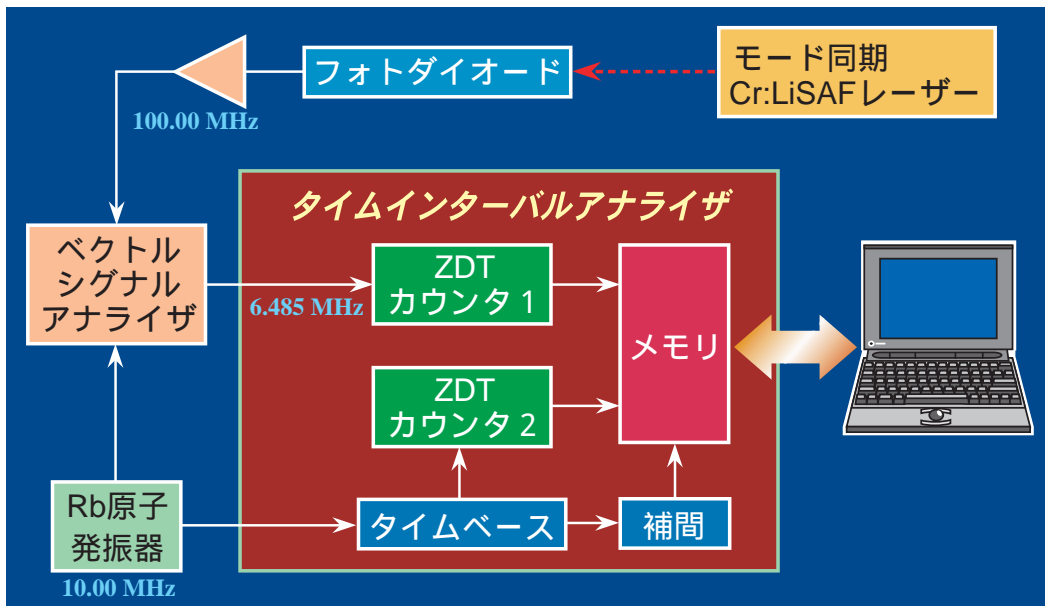 フォトダイオード
モード同期
Cr:LiSAFレーザー
100.00 MHz
タイムインターバルアナライザ
ベクトル
シグナル
アナライザ
6.485 MHz
ZDT
カウンタ1
メモリ
ZDT
カウンタ2
Rb原子
発振器
10.00 MHz
タイムベース
補間